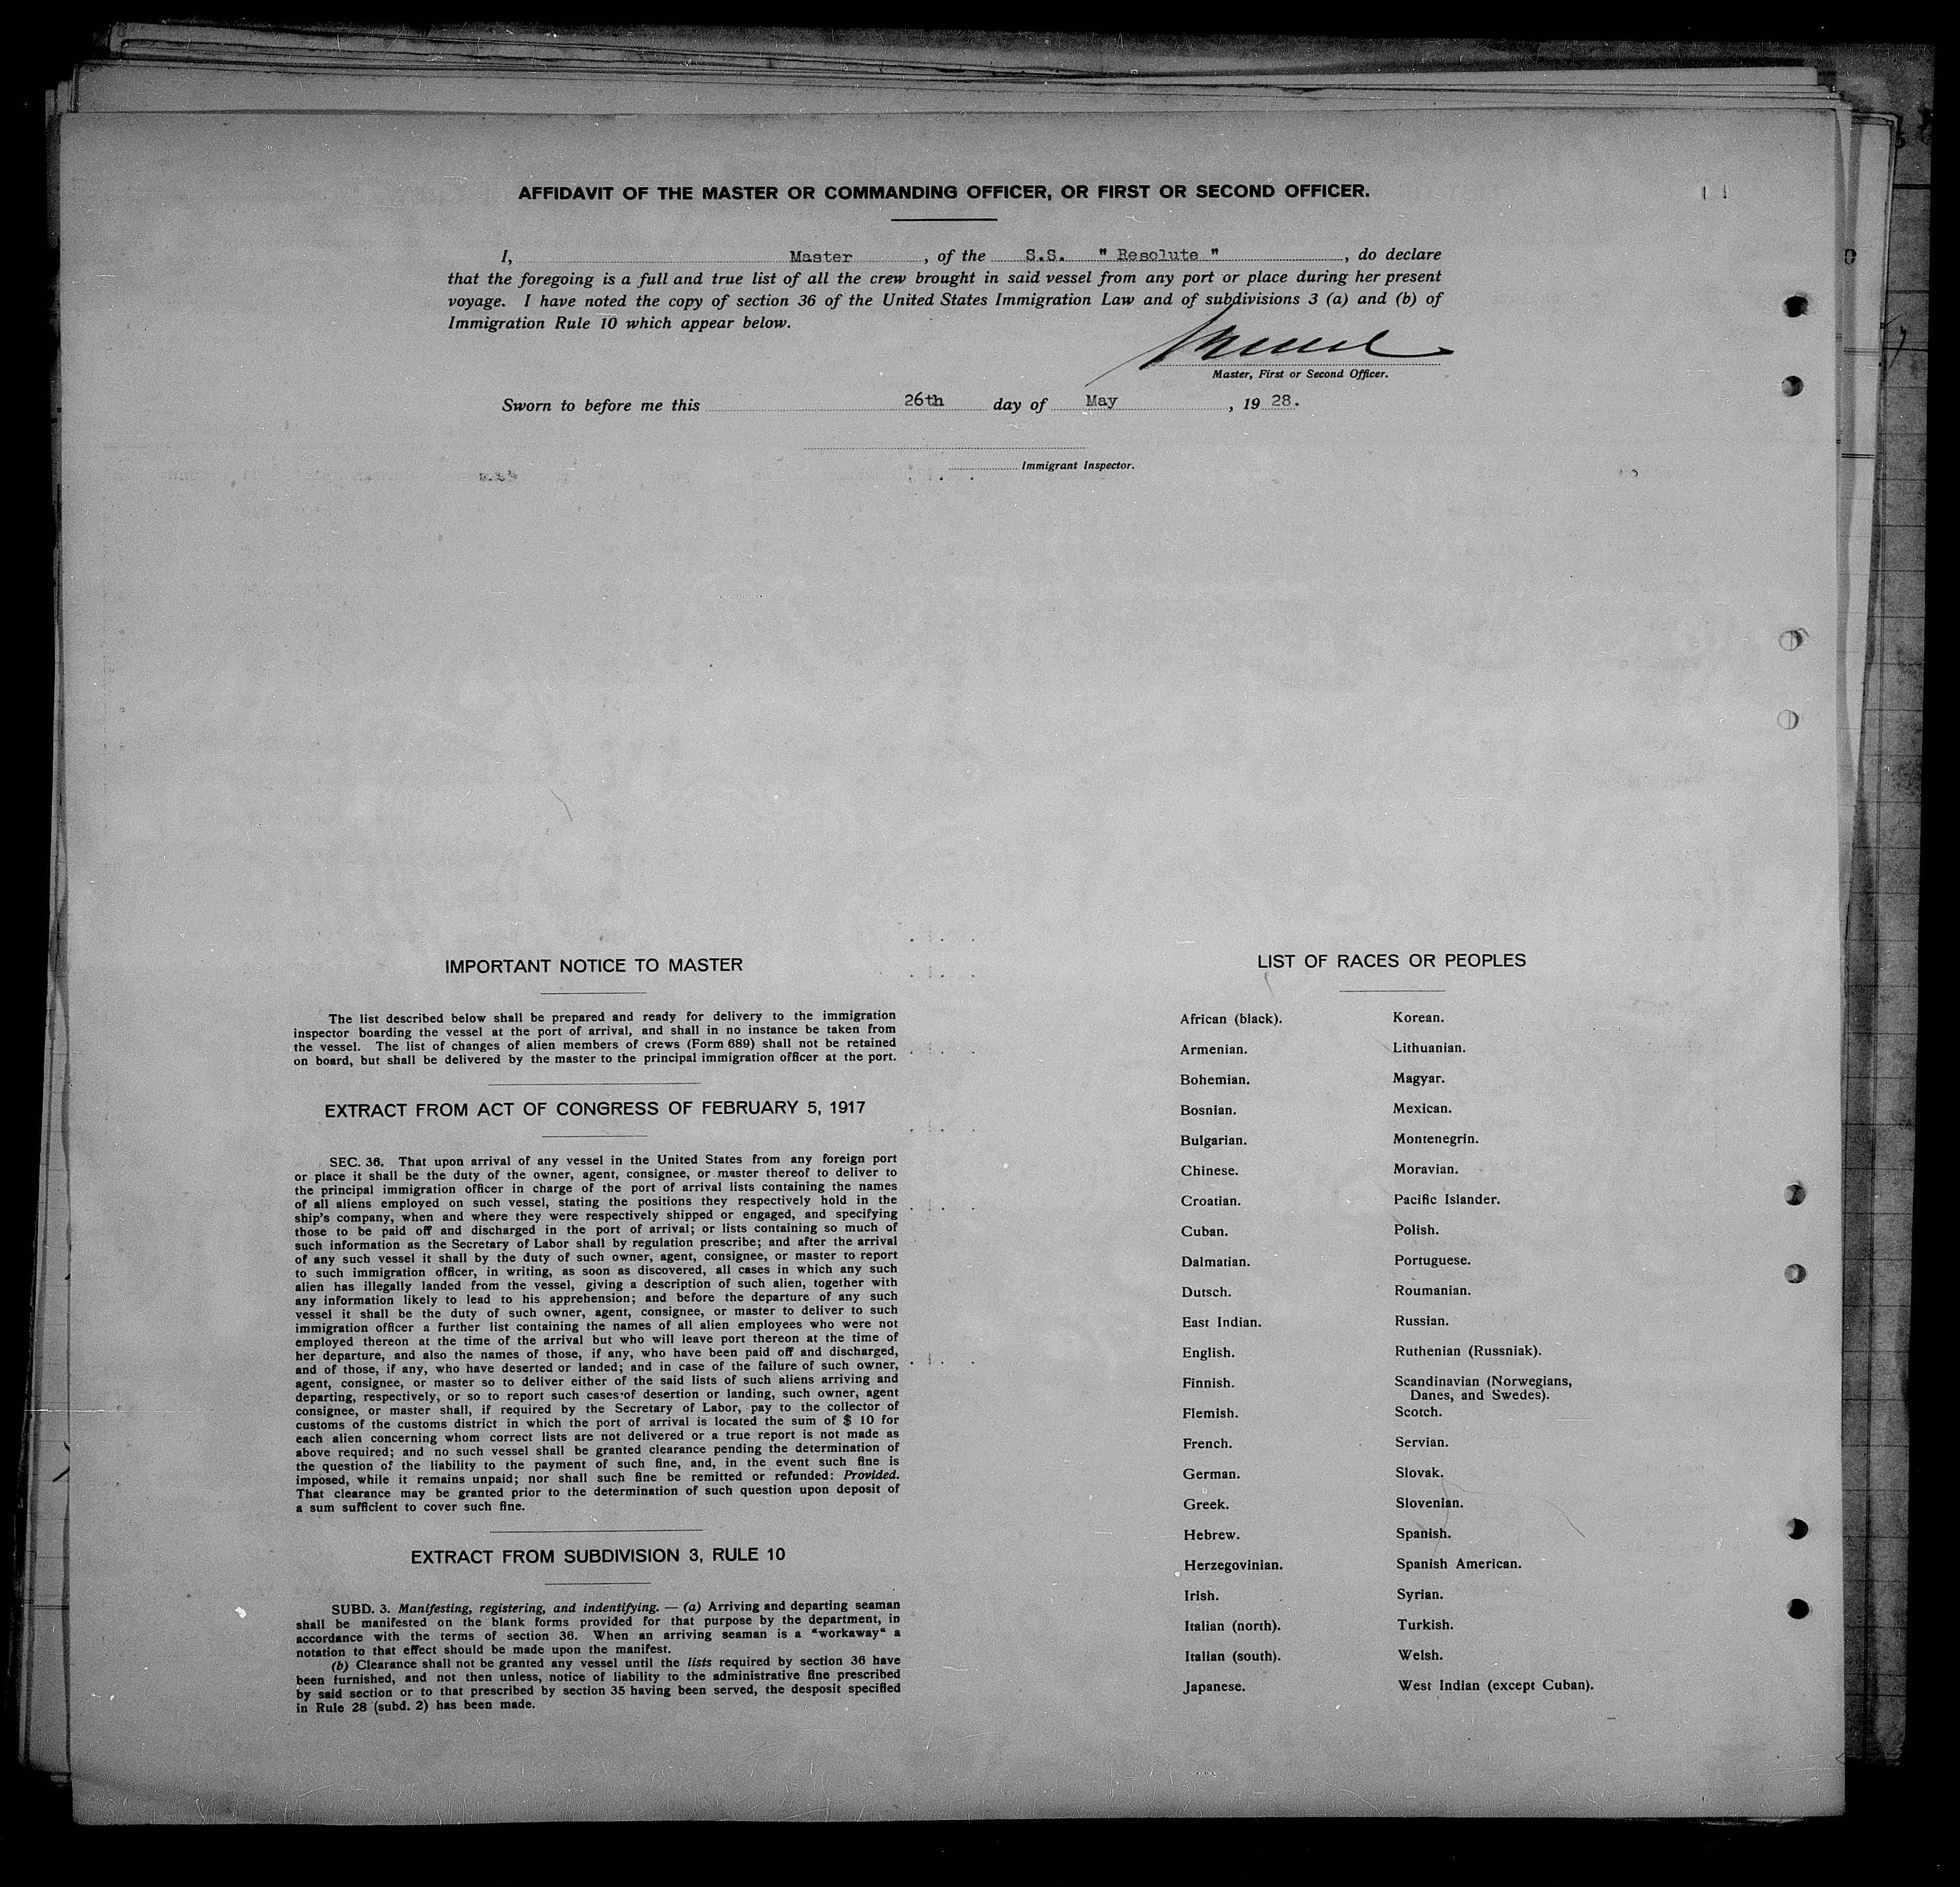 AFFIDAVIT OF THE MASTER OR COMMANDING OFFICER, OR FIRST OR SECOND OFFICER.
I, Master , of the S.S. " Resolute " , do declare
that the foregoing is a full and true list of all the crew brought in said vessel from any port or place during her present
voyage. I have noted the copy of section 36 of the United States Immigration Law and of subdivisions 3 (a) and (b) of
Immigration Rule 10 which appear below.
Master, First or Second Officer.
Sworn to before me this 26th day of May , 19 28.
Immigrant Inspector.
IMPORTANT NOTICE TO MASTER
The list described below shall be prepared and ready for delivery to the immigration
inspector boarding the vessel at the port of arrival, and shall in no instance be taken from
the vessel. The list of changes of alien members of crews (Form 689) shall not be retained
on board, but shall be delivered by the master to the principal immigration officer at the port.
EXTRACT FROM ACT OF CONGRESS OF FEBRUARY 5, 1917
SEC. 36. That upon arrival of any vessel in the United States from any foreign port
or place it shall be the duty of the owner, agent, consignee, or master thereof to deliver to
the principal immigration officer in charge of the port of arrival lists containing the names
of all aliens employed on such vessel, stating the positions they respectively hold in the
ship's company, when and where they were respectively shipped or engaged, and specifying
those to be paid off and discharged in the port of arrival; or lists containing so much of
such information as the Secretary of Labor shall by regulation prescribe; and after the arrival
of any such vessel it shall by the duty of such owner, agent, consignee, or master to report
to such immigration officer, in writing, as soon as discovered, all cases in which any such
alien has illegally landed from the vessel, giving a description of such alien, together with
any information likely to lead to his apprehension; and before the departure of any such
vessel it shall be the duty of such owner, agent, consignee, or master to deliver to such
immigration officer a further list containing the names of all alien employees who were not
employed thereon at the time of the arrival but who will leave port thereon at the time of
her departure, and also the names of those, if any, who have been paid off and discharged,
and of those, if any, who have deserted or landed; and in case of the failure of such owner,
agent, consignee, or master so to deliver either of the said lists of such aliens arriving and
departing, respectively, or so to report such cases of desertion or landing, such owner, agent
consignee, or master shall, if required by the Secretary of Labor, pay to the collector of
customs of the customs district in which the port of arrival is located the sum of $ 10 for
each alien concerning whom correct lists are not delivered or a true report is not made as
above required; and no such vessel shall be granted clearance pending the determination of
the question of the liability to the payment of such fine, and, in the event such fine is
imposed, while it remains unpaid; nor shall such fine be remitted or refunded: Provided.
That clearance may be granted prior to the determination of such question upon deposit of
a sum sufficient to cover such fine.
EXTRACT FROM SUBDIVISION 3, RULE 10
SUBD. 3. Manifesting, registering, and indentifying. — (a) Arriving and departing seaman
shall be manifested on the blank forms provided for that purpose by the department, in
accordance with the terms of section 36. When an arriving seaman is a "workaway" a
notation to that effect should be made upon the manifest.
(b) Clearance shall not be granted any vessel until the lists required by section 36 have
been furnished, and not then unless, notice of liability to the administrative fine prescribed
by said section or to that prescribed by section 35 having been served, the desposit specified
in Rule 28 (subd. 2) has been made.
LIST OF RACES OR PEOPLES
African (black).
Armenian.
Bohemian.
Bosnian.
Bulgarian.
Chinese.
Croatian.
Cuban.
Dalmatian.
Dutsch.
East Indian.
English.
Finnish.
Flemish.
French.
German.
Greek.
Hebrew.
Herzegovinian.
Irish.
Italian (north).
Italian (south).
Japanese.
Korean.
Lithuanian.
Magyar.
Mexican.
Montenegrin.
Moravian.
Pacific Islander.
Polish.
Portuguese.
Roumanian.
Russian.
Ruthenian (Russniak).
Scandinavian (Norwegians,
Danes, and Swedes).
Scotch.
Servian.
Slovak.
Slovenian.
Spanish.
Spanish American.
Syrian.
Turkish.
Welsh.
West Indian (except Cuban).